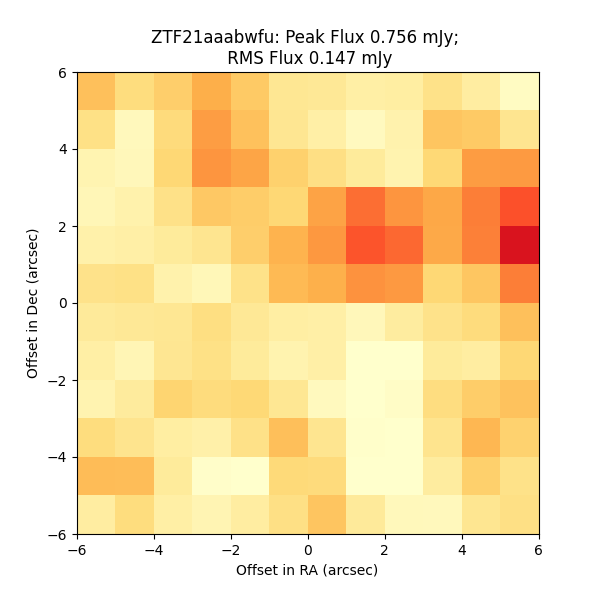 ZTF21aaabwfu: Peak Flux 0.756 mJy;
RMS Flux 0.147 mJy
6
4
2
0
−2
−4
−6
Offset in Dec (arcsec)
−6 −4 −2 0 2 4 6
Offset in RA (arcsec)